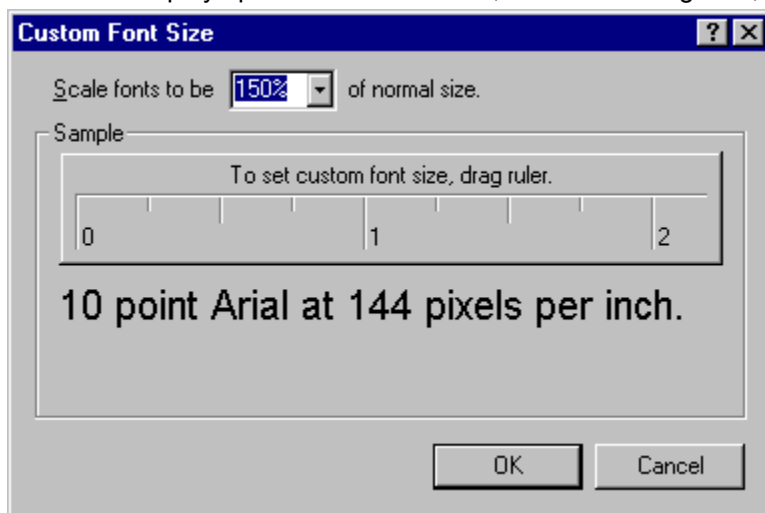 Custom Font Size
Scale fonts to be 150% of normal size.
Sample
To set custom font size, drag ruler.
0 1 2
10 point Arial at 144 pixels per inch.
OK Cancel